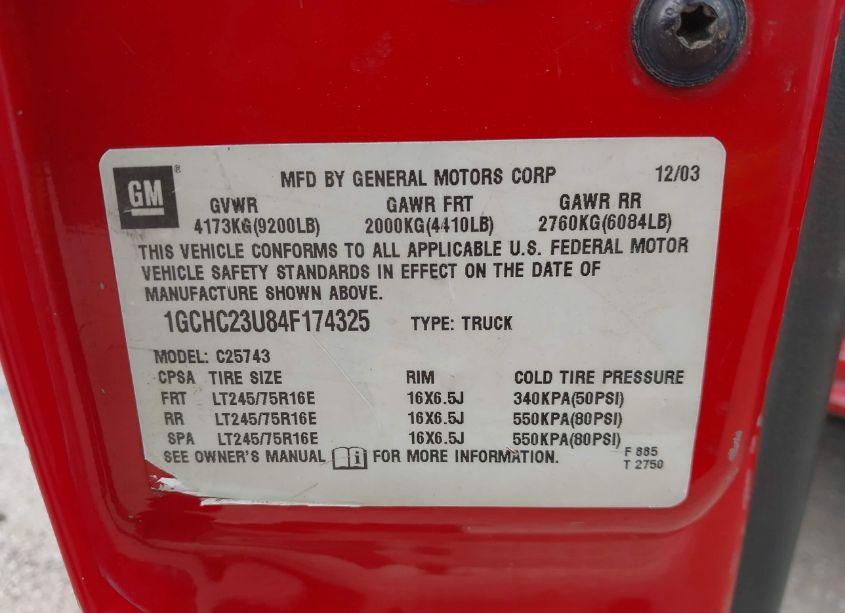 GM ®
MFD BY GENERAL MOTORS CORP 12/03
GVWR GAWR FRT GAWR RR
4173KG(9200LB) 2000KG(4410LB) 2760KG(6084LB)
THIS VEHICLE CONFORMS TO ALL APPLICABLE U.S. FEDERAL MOTOR
VEHICLE SAFETY STANDARDS IN EFFECT ON THE DATE OF
MANUFACTURE SHOWN ABOVE.
1GCHC23U84F174325 TYPE: TRUCK
MODEL: C25743
CPSA TIRE SIZE RIM COLD TIRE PRESSURE
FRT LT245/75R16E 16X6.5J 340KPA(50PSI)
RR LT245/75R16E 16X6.5J 550KPA(80PSI)
SPA LT245/75R16E 16X6.5J 550KPA(80PSI)
SEE OWNER'S MANUAL FOR MORE INFORMATION.
F 885
T 2750